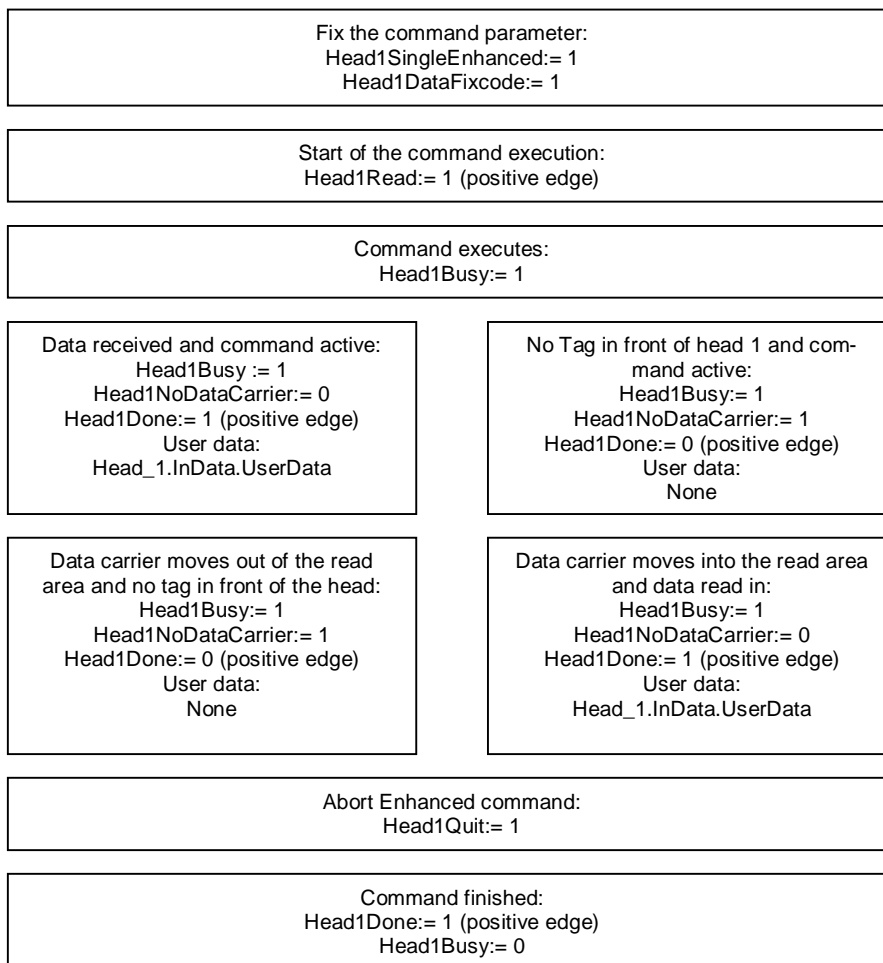 Fix the command parameter:
Head1SingleEnhanced:= 1
Head1DataFixcode:= 1
Start of the command execution:
Head1Read:= 1 (positive edge)
Command executes:
Head1Busy:= 1
Data received and command active:
Head1Busy := 1
Head1NoDataCarrier:= 0
Head1Done:= 1 (positive edge)
User data:
Head_1.InData.UserData
No Tag in front of head 1 and com-
mand active:
Head1Busy:= 1
Head1NoDataCarrier:= 1
Head1Done:= 0 (positive edge)
User data:
None
Data carrier moves out of the read
area and no tag in front of the head:
Head1Busy:= 1
Head1NoDataCarrier:= 1
Head1Done:= 0 (positive edge)
User data:
None
Data carrier moves into the read area
and data read in:
Head1Busy:= 1
Head1NoDataCarrier:= 0
Head1Done:= 1 (positive edge)
User data:
Head_1.InData.UserData
Abort Enhanced command:
Head1Quit:= 1
Command finished:
Head1Done:= 1 (positive edge)
Head1Busy:= 0